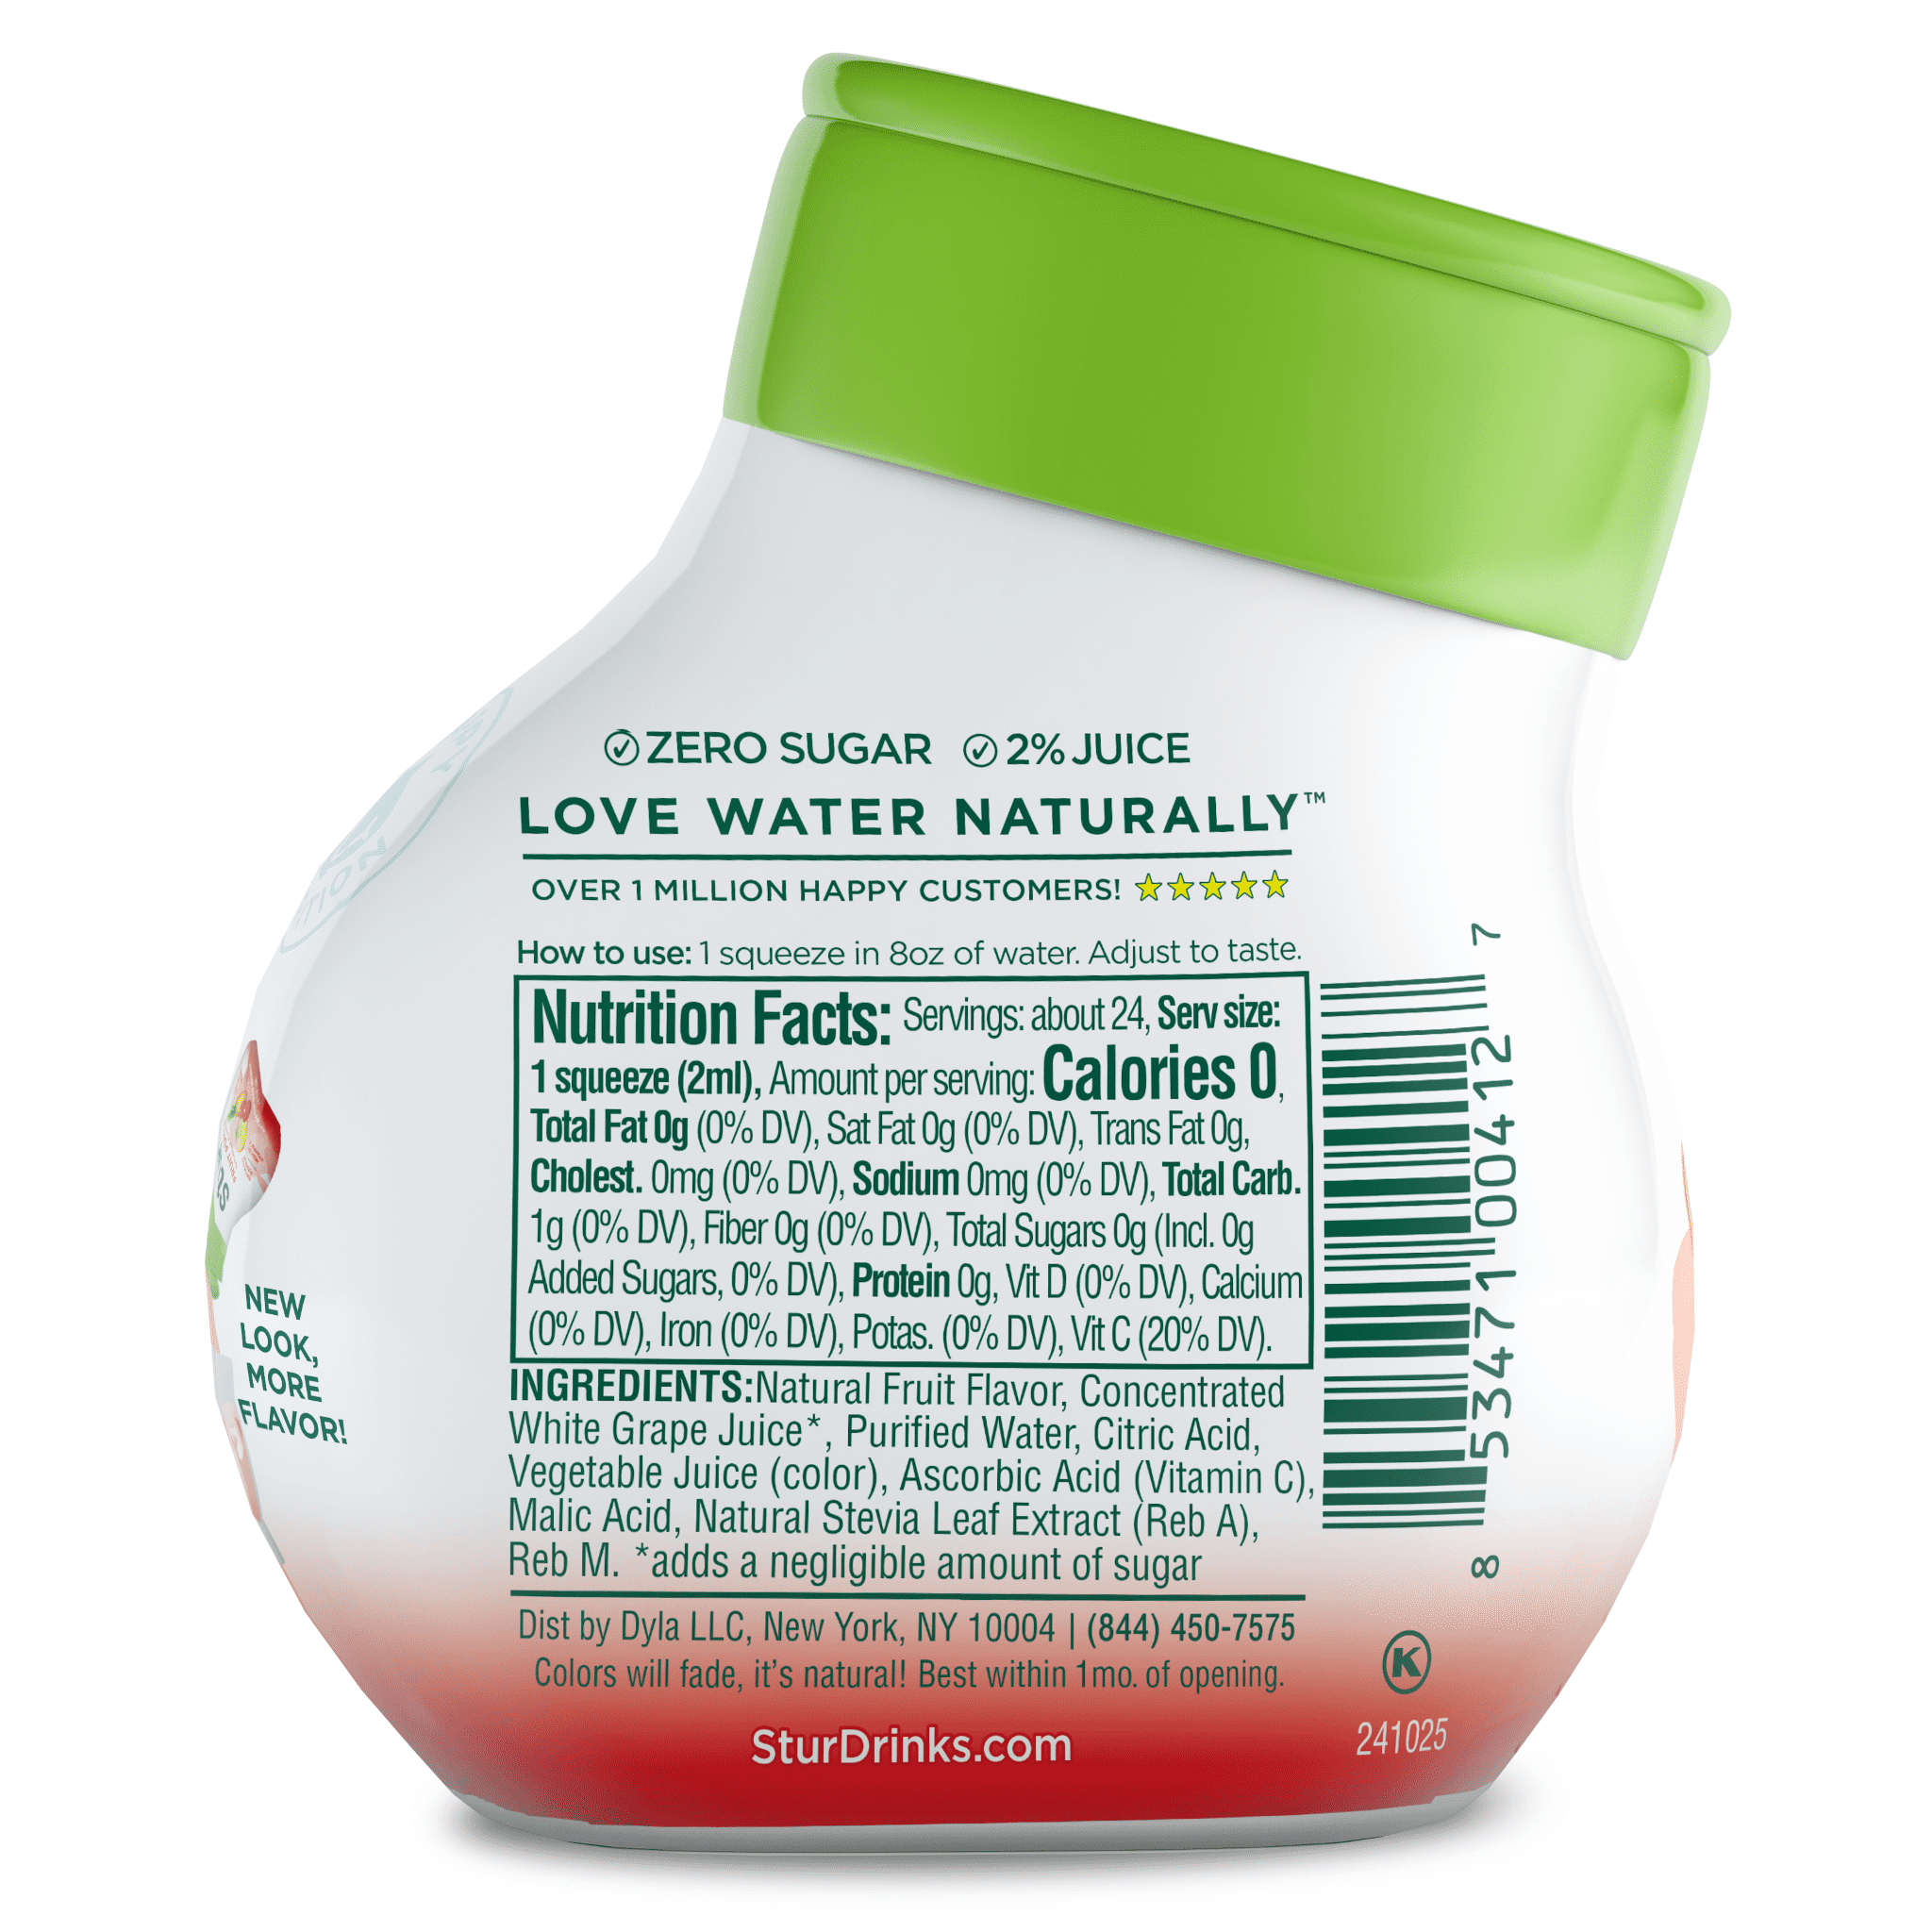 ZERO SUGAR 2% JUICE
LOVE WATER NATURALLY™
OVER 1 MILLION HAPPY CUSTOMERS!
How to use: 1 squeeze in 8oz of water. Adjust to taste.
Nutrition Facts: Servings: about 24, Serv size:
1 squeeze (2ml), Amount per serving: Calories 0,
Total Fat 0g (0% DV), Sat Fat 0g (0% DV), Trans Fat 0g,
Cholest. 0mg (0% DV), Sodium 0mg (0% DV), Total Carb.
1g (0% DV), Fiber 0g (0% DV), Total Sugars 0g (Incl. 0g
Added Sugars, 0% DV), Protein 0g, Vit D (0% DV), Calcium
(0% DV), Iron (0% DV), Potas. (0% DV), Vit C (20% DV).
INGREDIENTS:Natural Fruit Flavor, Concentrated
White Grape Juice*, Purified Water, Citric Acid,
Vegetable Juice (color), Ascorbic Acid (Vitamin C),
Malic Acid, Natural Stevia Leaf Extract (Reb A),
Reb M. *adds a negligible amount of sugar
Dist by Dyla LLC, New York, NY 10004 | (844) 450-7575
Colors will fade, it's natural! Best within 1mo. of opening.
SturDrinks.com
NEW
LOOK,
MORE
FLAVOR!
8 53471 00412 7
K
241025